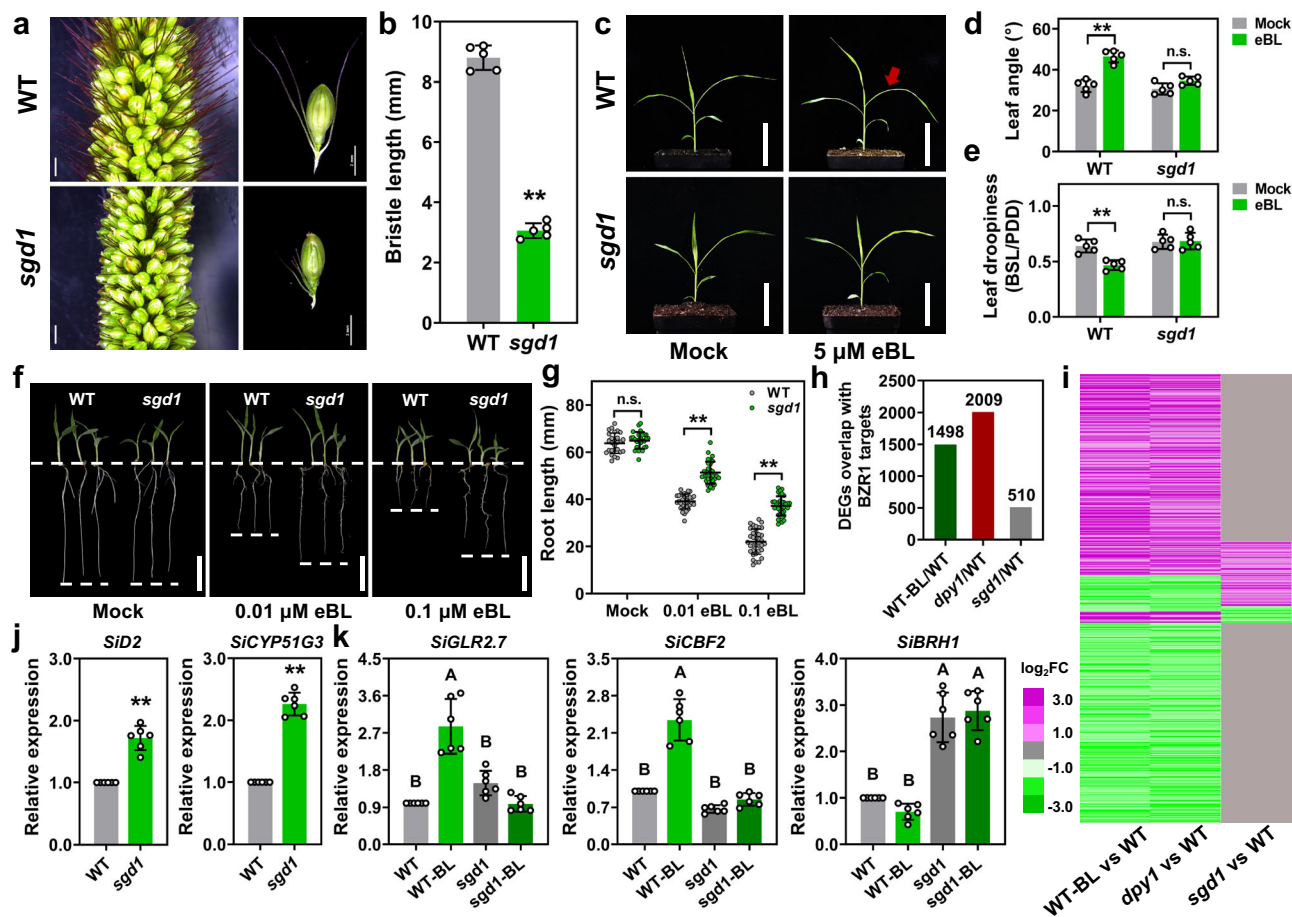 a
WT
sgd1
2 mm
2 mm
b
Bristle length (mm)
10
8
6
4
2
0
**
WT sgd1
c
WT
sgd1
Mock
5 µM eBL
d
Leaf angle (°)
60
40
20
0
**
n.s.
WT sgd1
Mock
eBL
e
Leaf droopiness
(BSL/PDD)
1.0
0.5
0.0
**
n.s.
WT sgd1
Mock
eBL
f
WT sgd1
WT sgd1
WT sgd1
Mock
0.01 µM eBL
0.1 µM eBL
g
Root length (mm)
80
60
40
20
0
n.s.
**
**
WT
sgd1
Mock 0.01 eBL 0.1 eBL
h
DEGs overlap with
BZR1 targets
2500
2000
1500
1000
500
0
1498
2009
510
WT-BL/WT
dpy1/WT
sgd1/WT
i
log2FC
3.0
1.0
-1.0
-3.0
WT-BL vs WT
dpy1 vs WT
sgd1 vs WT
j
SiD2
Relative expression
3.0
2.0
1.0
0.0
**
WT
sgd1
SiCYP51G3
Relative expression
3.0
2.0
1.0
0.0
**
WT
sgd1
k
SiGLR2.7
Relative expression
4.5
3.6
2.7
1.8
0.9
0.0
B
A
B
B
WT
WT-BL
sgd1
sgd1-BL
SiCBF2
Relative expression
3.5
2.8
2.1
1.4
0.7
0.0
B
A
B
B
WT
WT-BL
sgd1
sgd1-BL
SiBRH1
Relative expression
4.0
3.0
2.0
1.0
0.0
B
B
A
A
WT
WT-BL
sgd1
sgd1-BL